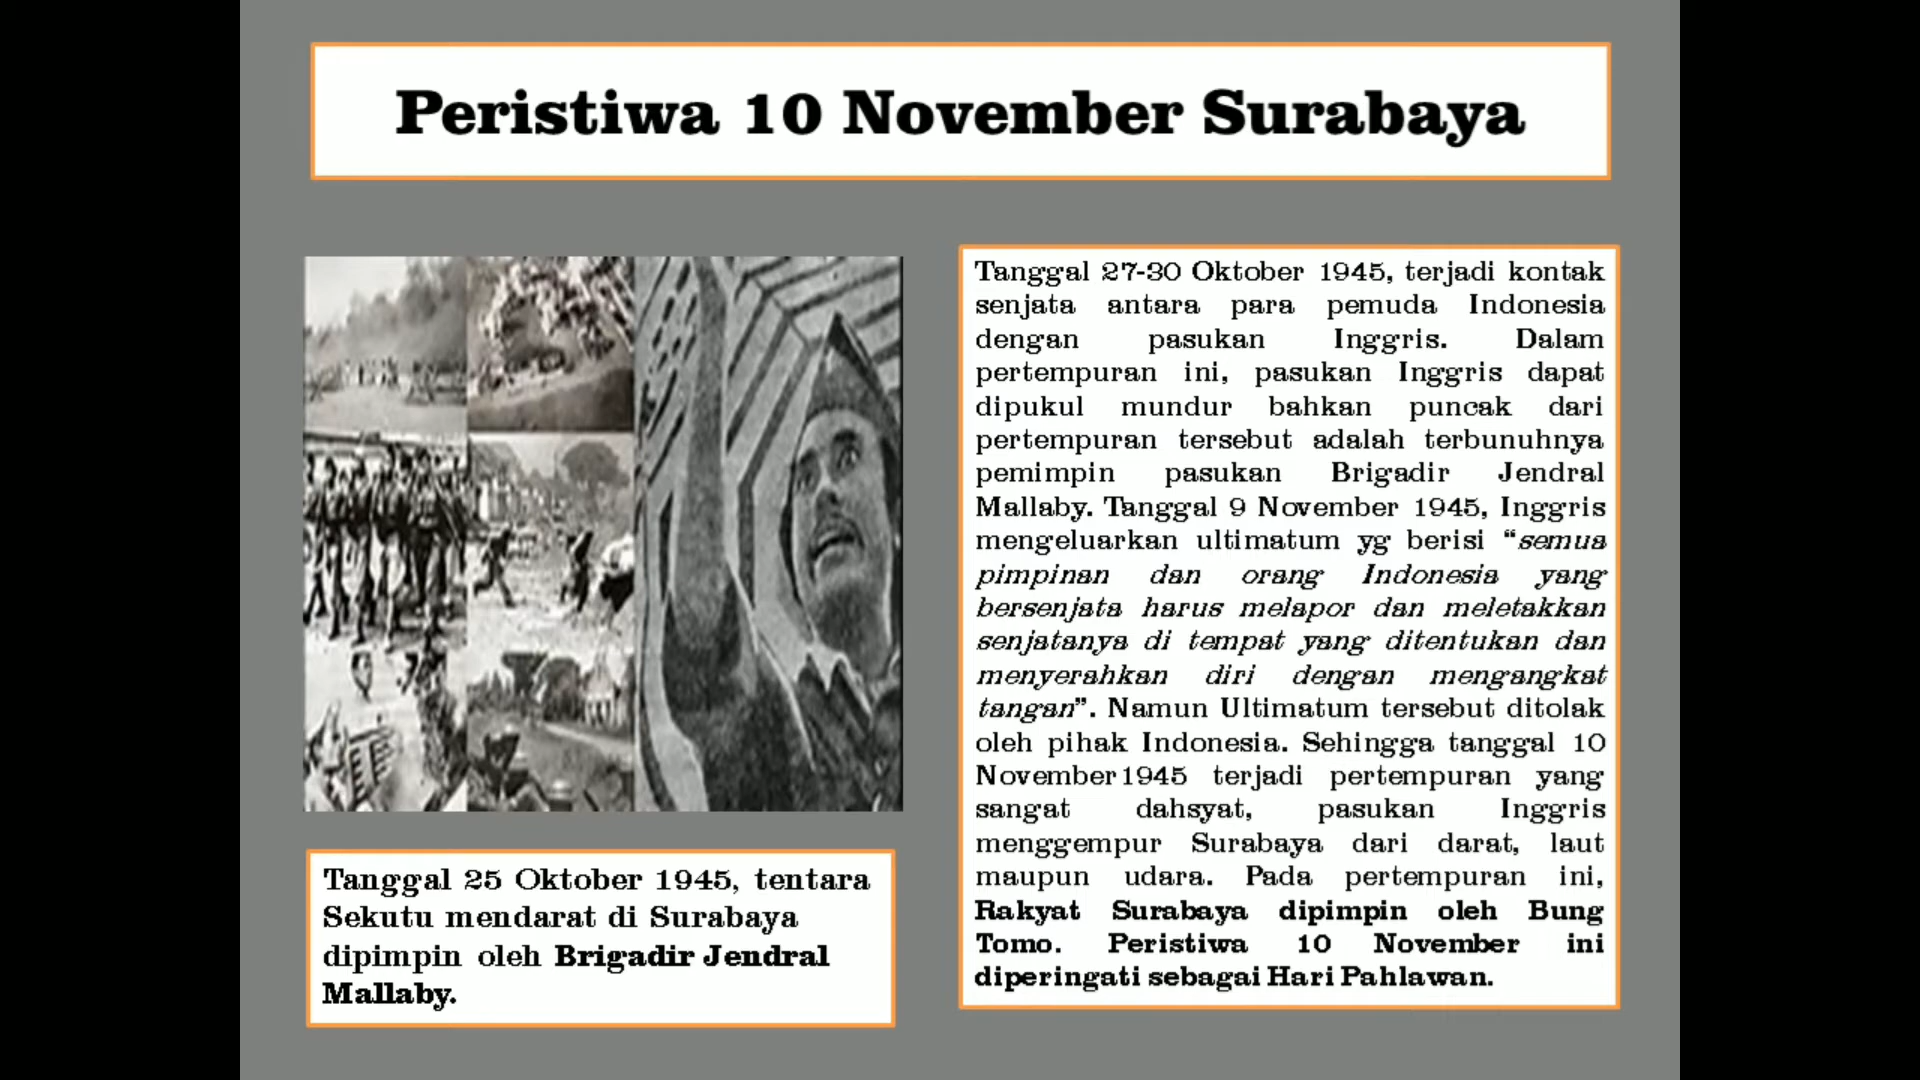 Peristiwa 10 November Surabaya
Tanggal 25 Oktober 1945, tentara
Sekutu mendarat di Surabaya
dipimpin oleh Brigadir Jendral
Mallaby.
Tanggal 27-30 Oktober 1945, terjadi kontak
senjata antara para pemuda Indonesia
dengan pasukan Inggris. Dalam
pertempuran ini, pasukan Inggris dapat
dipukul mundur bahkan puncak dari
pertempuran tersebut adalah terbunuhnya
pemimpin pasukan Brigadir Jendral
Mallaby. Tanggal 9 November 1945, Inggris
mengeluarkan ultimatum yg berisi “semua
pimpinan dan orang Indonesia yang
bersenjata harus melapor dan meletakkan
senjatanya di tempat yang ditentukan dan
menyerahkan diri dengan mengangkat
tangan”. Namun Ultimatum tersebut ditolak
oleh pihak Indonesia. Sehingga tanggal 10
November1945 terjadi pertempuran yang
sangat dahsyat, pasukan Inggris
menggempur Surabaya dari darat, laut
maupun udara. Pada pertempuran ini,
Rakyat Surabaya dipimpin oleh Bung
Tomo. Peristiwa 10 November ini
diperingati sebagai Hari Pahlawan.